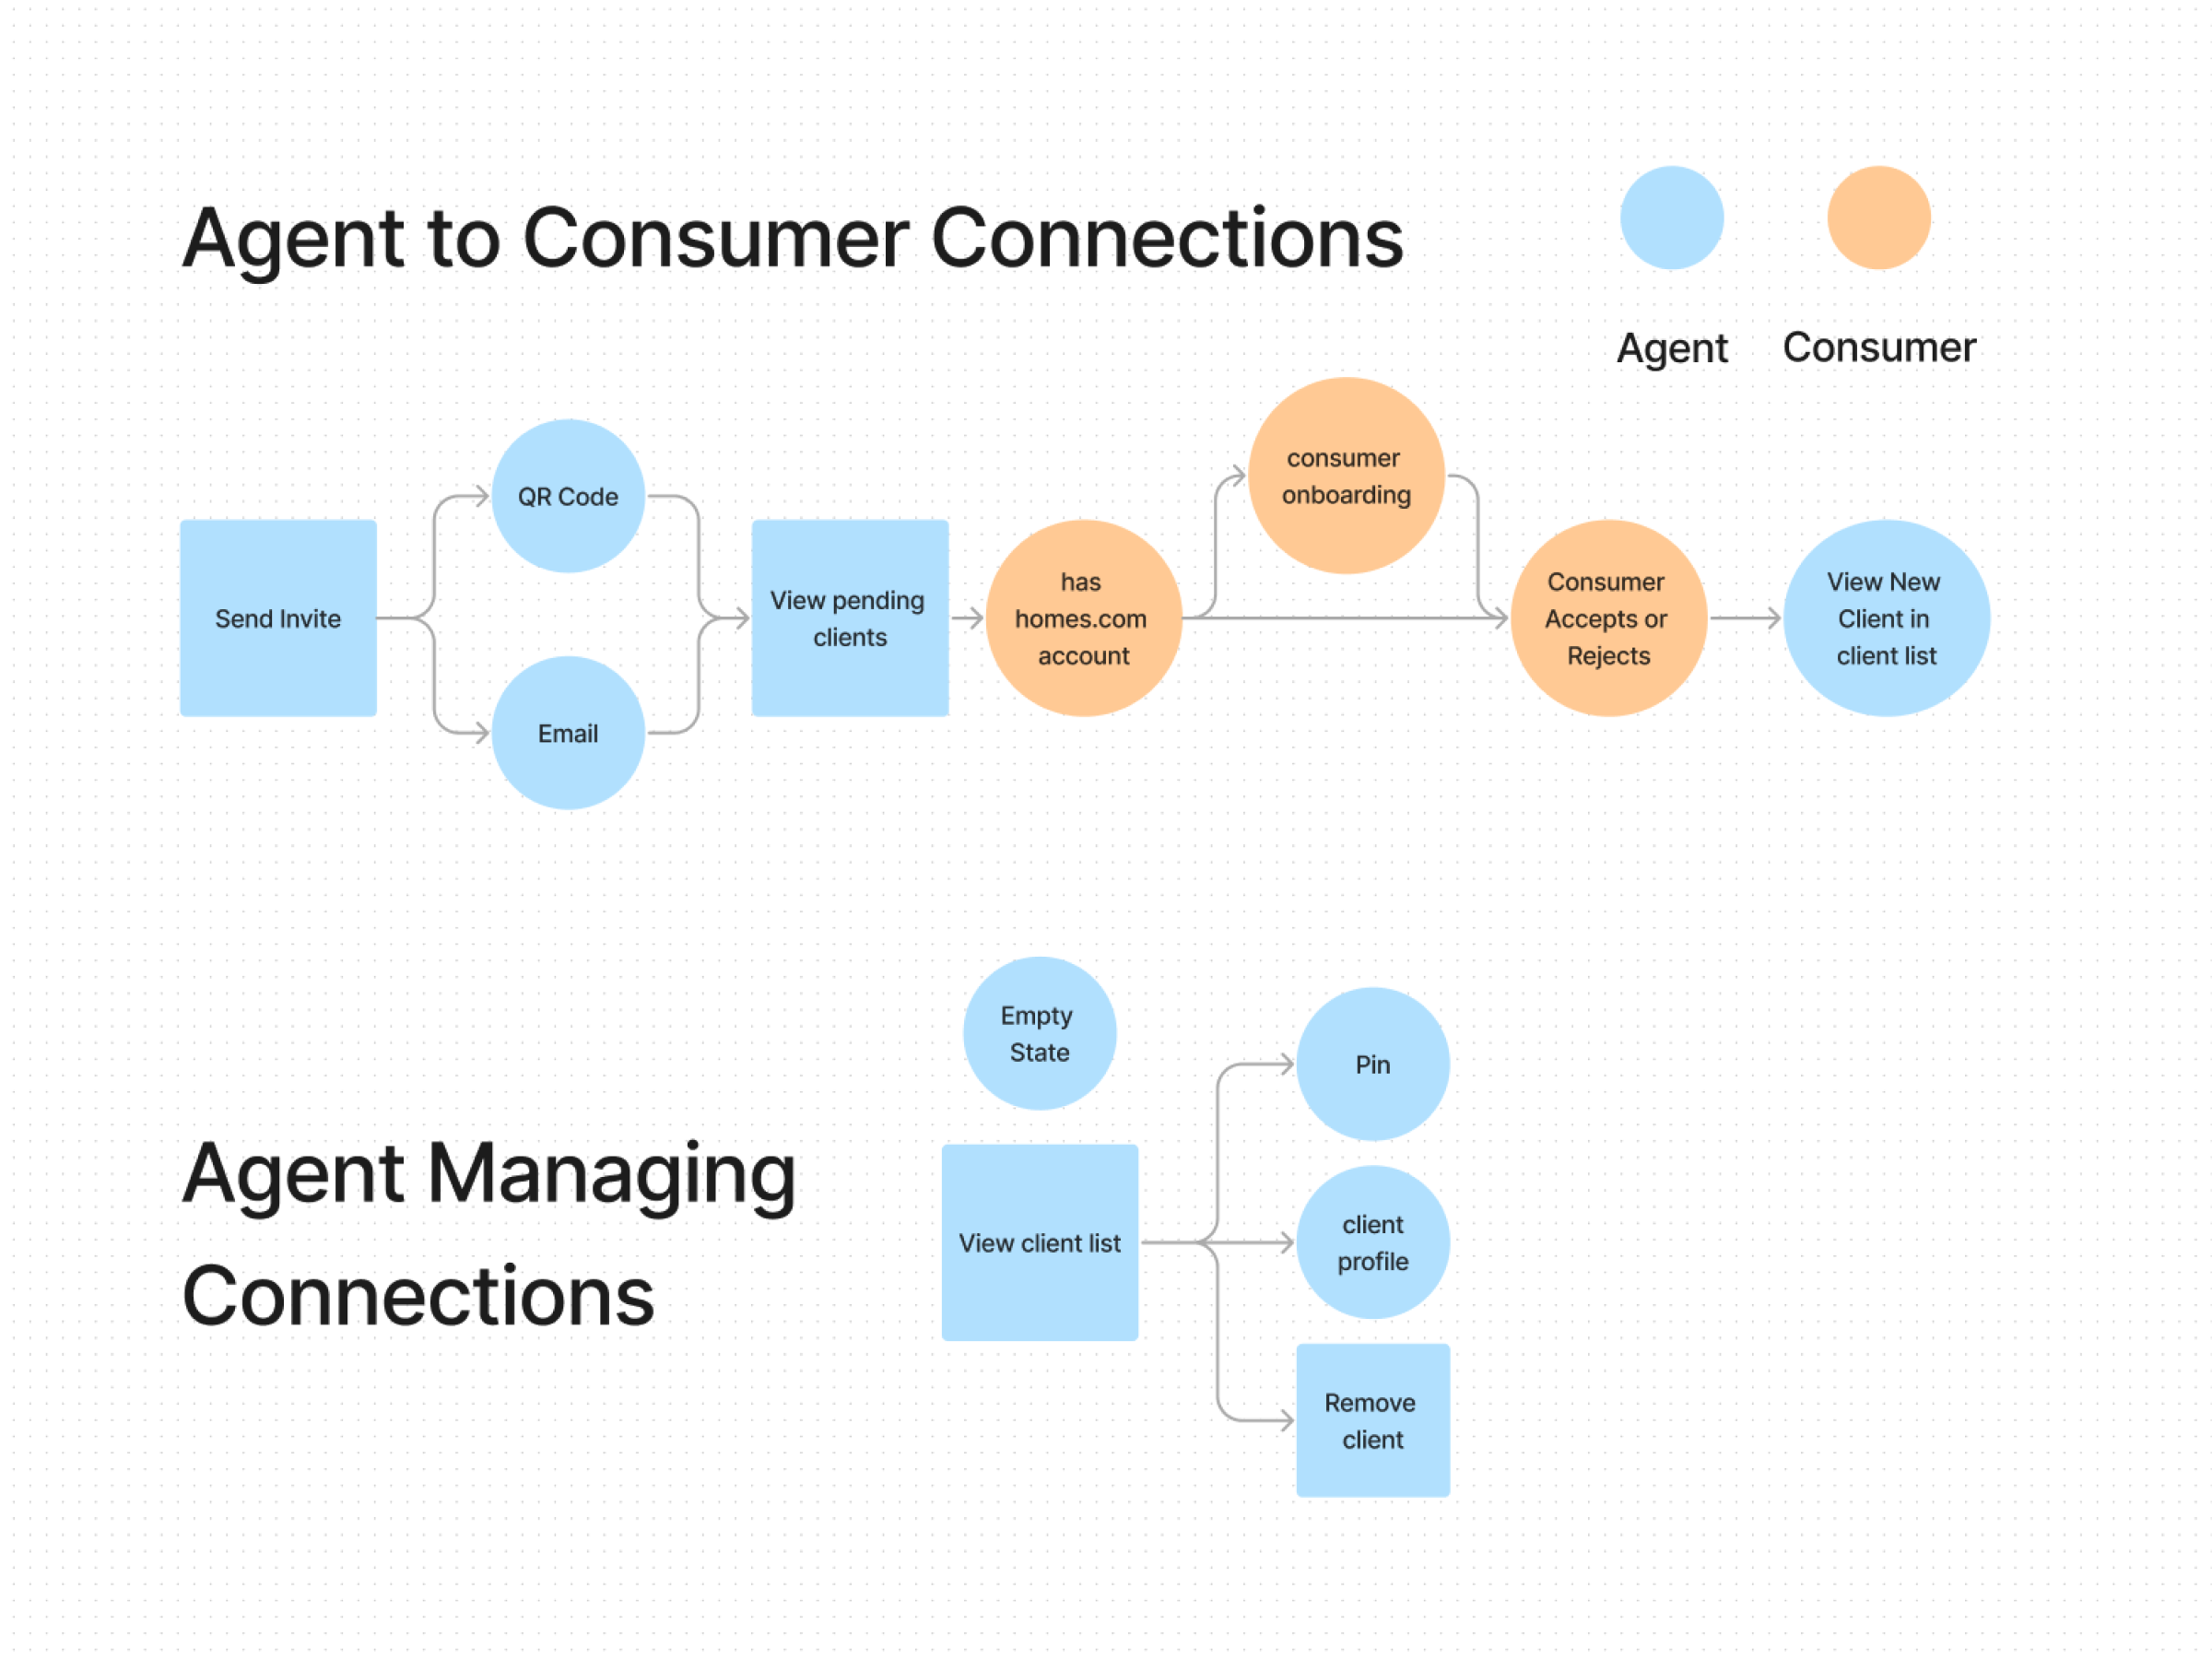 Agent to Consumer Connections
Agent
Consumer
Send Invite
QR Code
Email
View pending
clients
has
homes.com
account
consumer
onboarding
Consumer
Accepts or
Rejects
View New
Client in
client list
Agent Managing
Connections
Empty
State
View client list
Pin
client
profile
Remove
client